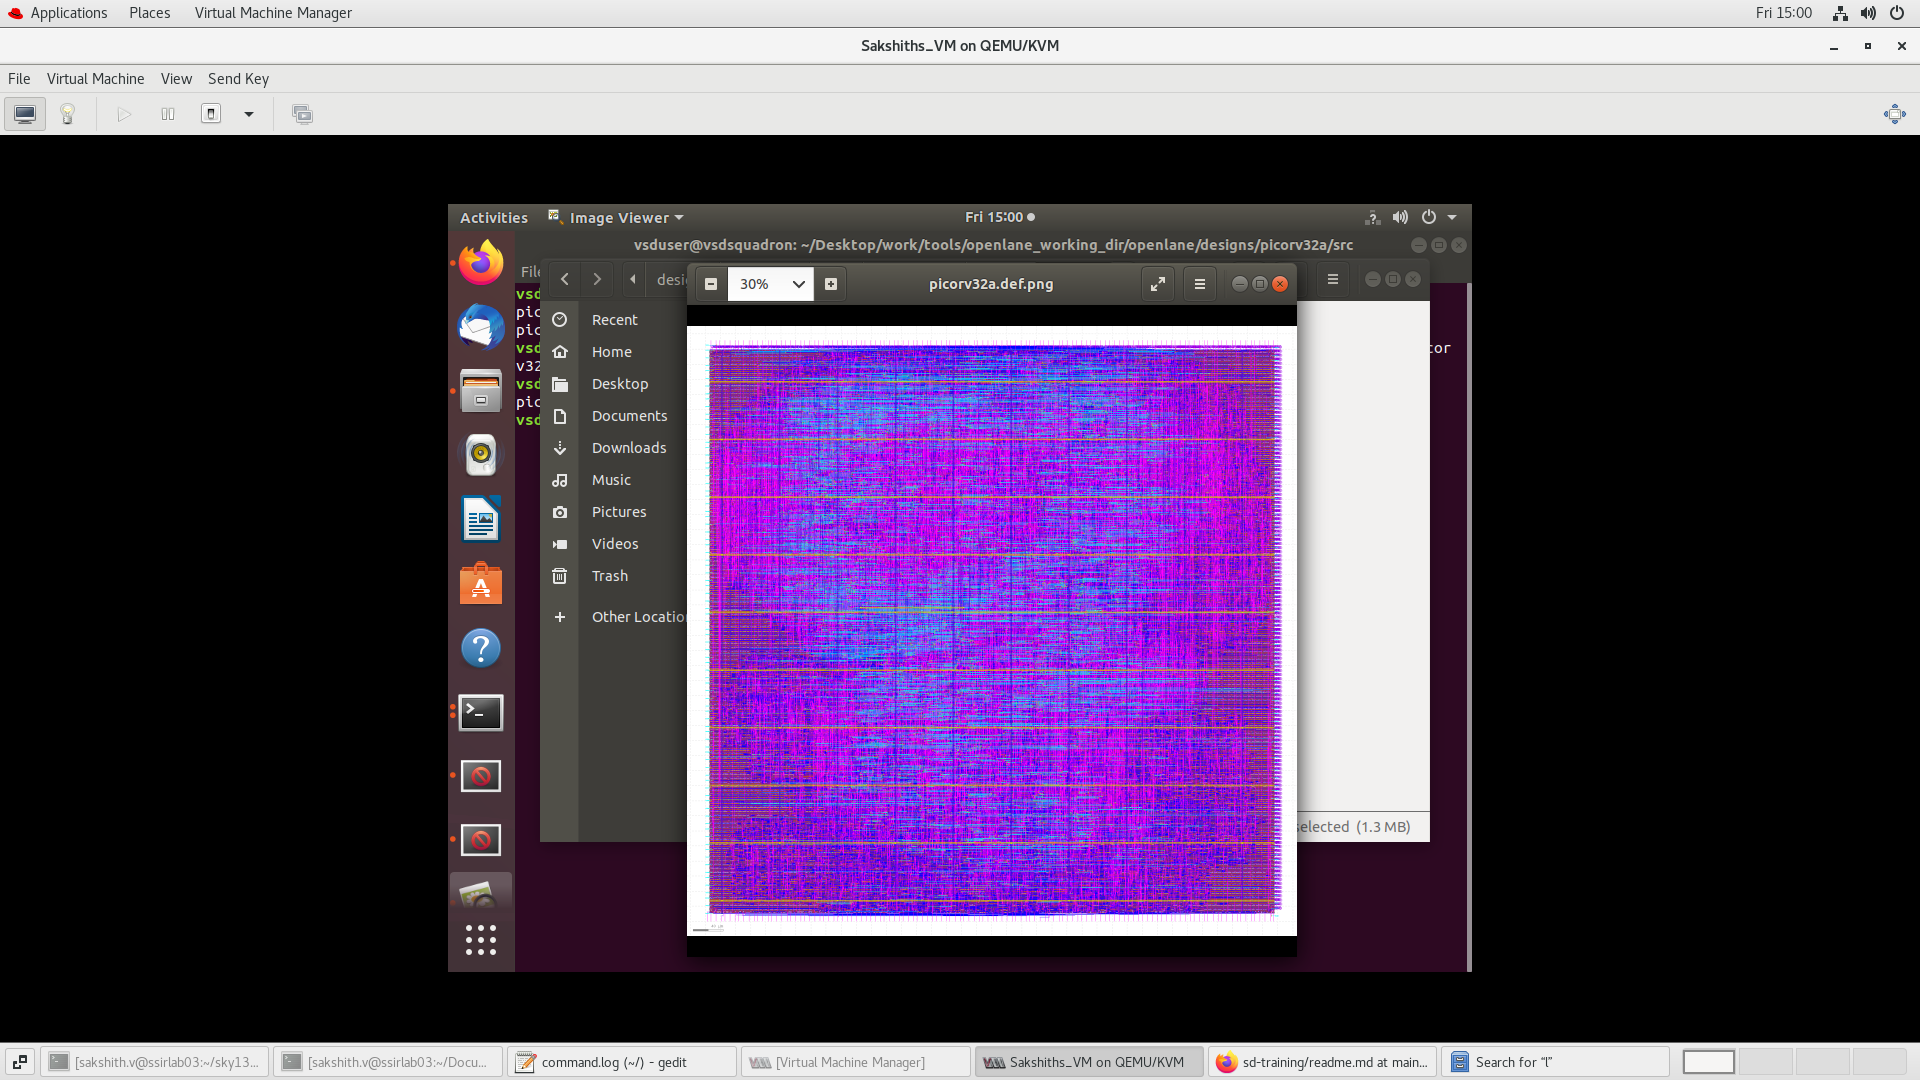 Applications Places Virtual Machine Manager Fri 15:00
Sakshiths_VM on QEMU/KVM
File Virtual Machine View Send Key
Activities Image Viewer Fri 15:00
vsduser@vsdsquadron: ~/Desktop/work/tools/openlane_working_dir/openlane/designs/picorv32a/src
File
desi
30% picorv32a.def.png
vsd
pic
pic
vsd
tor
v32
vsd
pic
vsd
Recent
Home
Desktop
Documents
Downloads
Music
Pictures
Videos
Trash
Other Location
selected (1.3 MB)
[sakshith.v@ssirlab03:~/sky13... [sakshith.v@ssirlab03:~/Docu... command.log (~/) - gedit [Virtual Machine Manager] Sakshiths_VM on QEMU/KVM sd-training/readme.md at main... Search for “l”